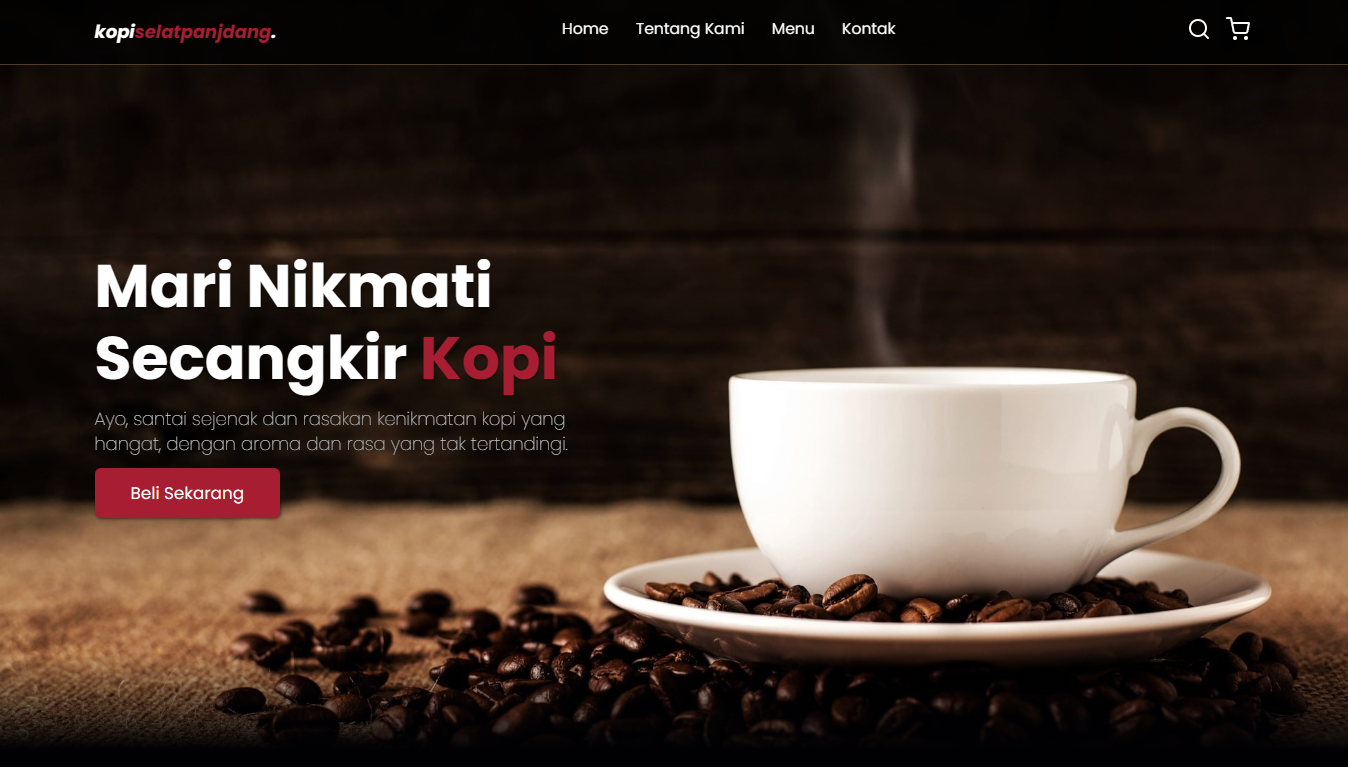 kopiselatpanjdang.
Home Tentang Kami Menu Kontak
Mari Nikmati
Secangkir Kopi
Ayo, santai sejenak dan rasakan kenikmatan kopi yang
hangat, dengan aroma dan rasa yang tak tertandingi.
Beli Sekarang